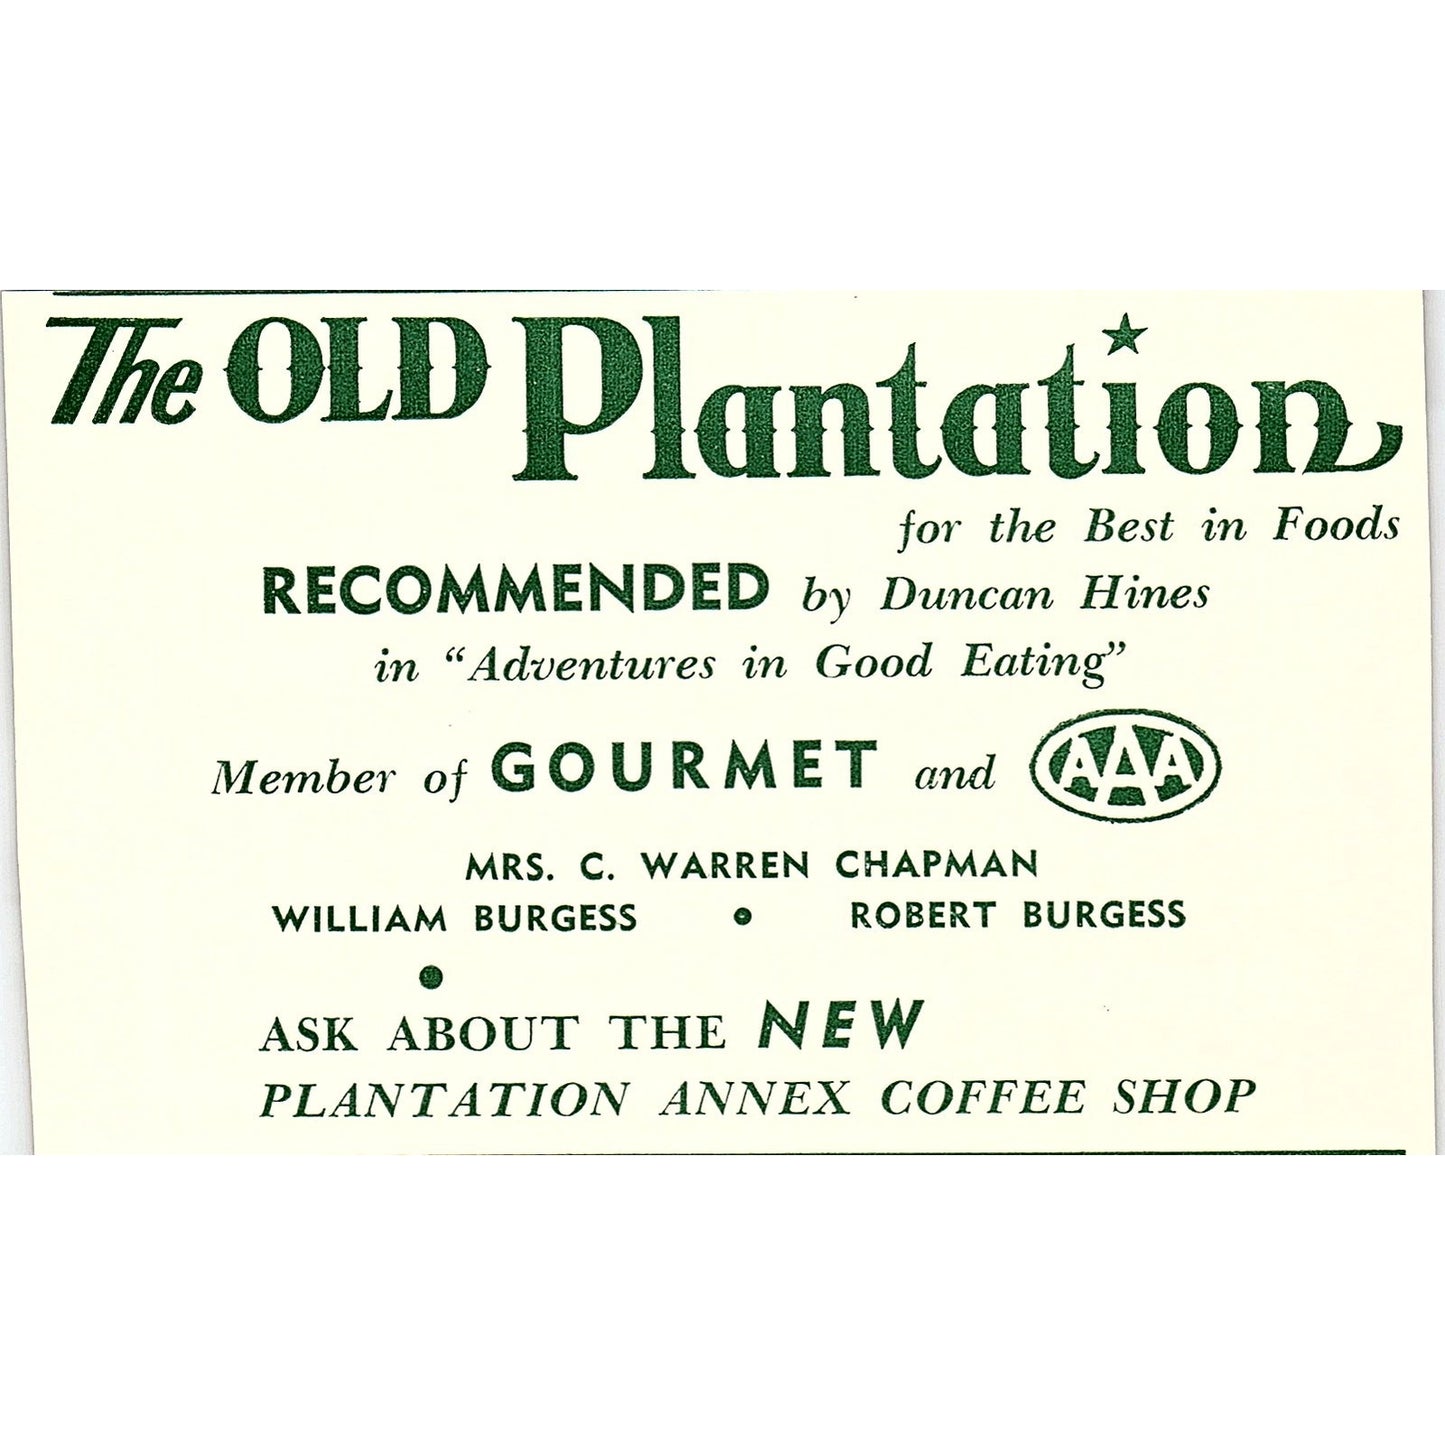 The OLD Plantation
for the Best in Foods
RECOMMENDED by Duncan Hines
in “Adventures in Good Eating”
Member of GOURMET and AAA
MRS. C. WARREN CHAPMAN
WILLIAM BURGESS • ROBERT BURGESS
•
ASK ABOUT THE NEW
PLANTATION ANNEX COFFEE SHOP